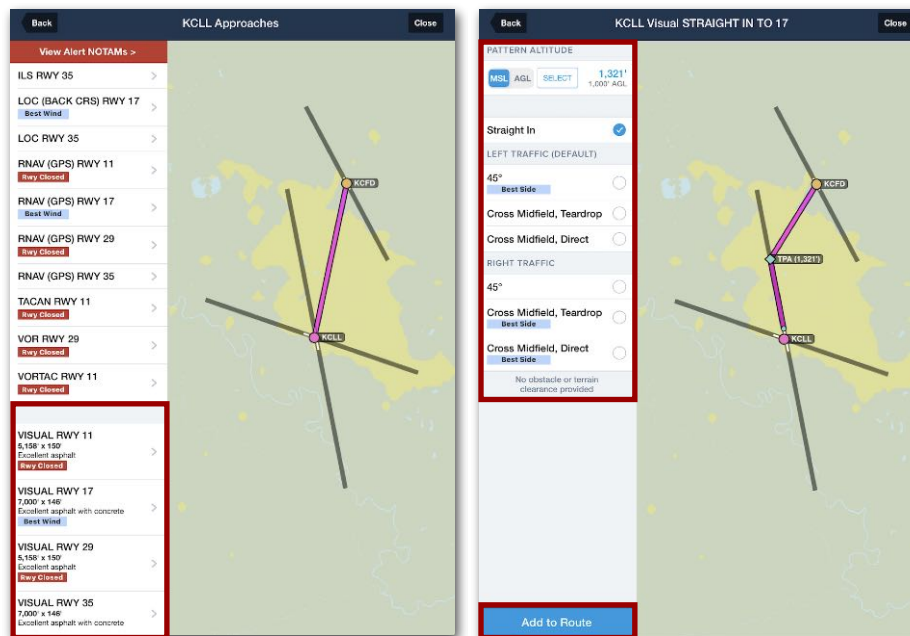 Back
KCLL Approaches
Close
View Alert NOTAMs >
ILS RWY 35
LOC (BACK CRS) RWY 17
Best Wind
LOC RWY 35
RNAV (GPS) RWY 11
Rwy Closed
RNAV (GPS) RWY 17
Best Wind
RNAV (GPS) RWY 29
Rwy Closed
RNAV (GPS) RWY 35
TACAN RWY 11
Rwy Closed
VOR RWY 29
Rwy Closed
VORTAC RWY 11
Rwy Closed
VISUAL RWY 11
5,158' x 150'
Excellent asphalt
Rwy Closed
VISUAL RWY 17
7,000' x 146'
Excellent asphalt with concrete
Best Wind
VISUAL RWY 29
5,158' x 150'
Excellent asphalt
Rwy Closed
VISUAL RWY 35
7,000' x 146'
Excellent asphalt with concrete
KCFD
KCLL
Back
KCLL Visual STRAIGHT IN TO 17
Close
PATTERN ALTITUDE
MSL AGL SELECT 1,321'
1,000' AGL
Straight In
LEFT TRAFFIC (DEFAULT)
45°
Best Side
Cross Midfield, Teardrop
Cross Midfield, Direct
RIGHT TRAFFIC
45°
Cross Midfield, Teardrop
Best Side
Cross Midfield, Direct
Best Side
No obstacle or terrain
clearance provided
Add to Route
KCFD
TPA (1,321')
KCLL